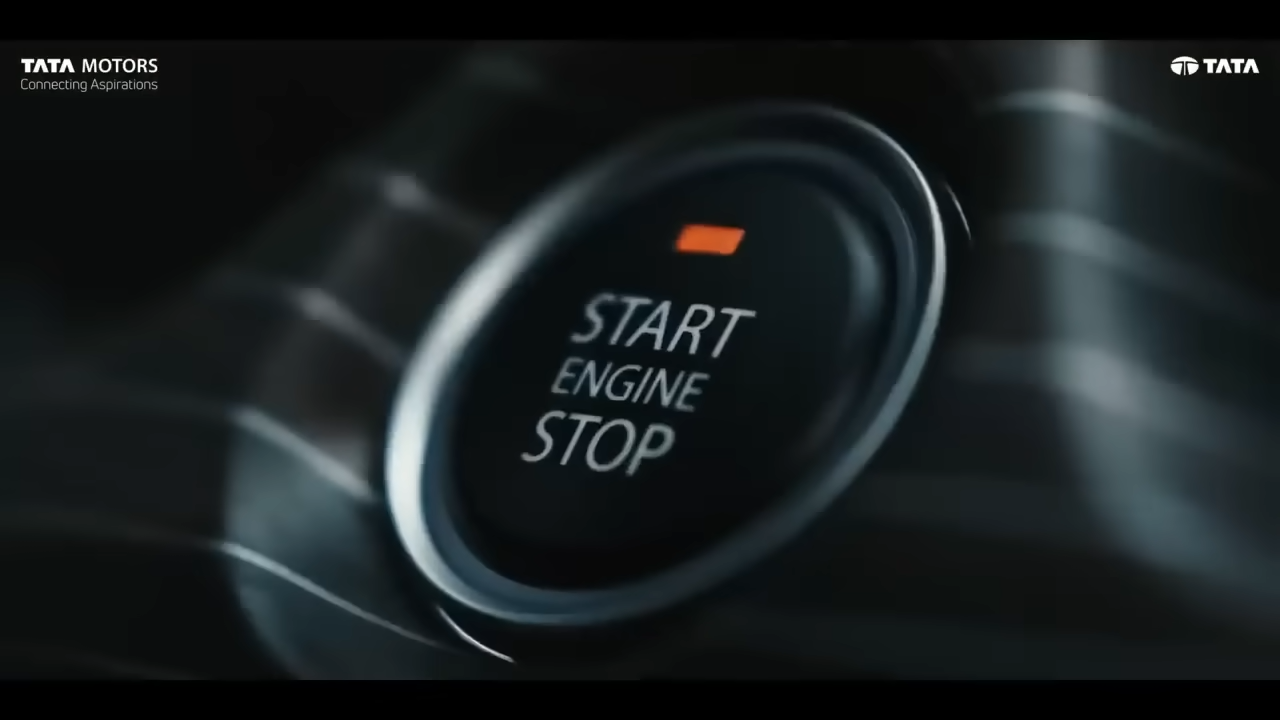 TATA MOTORS
Connecting Aspirations
TATA
START
ENGINE
STOP